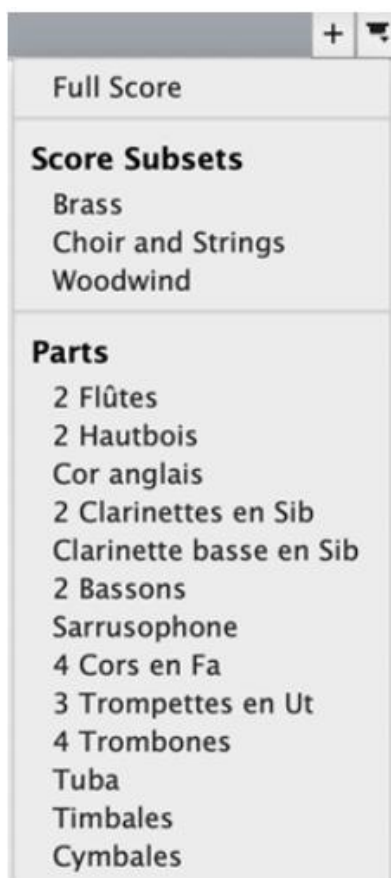 Full Score
Score Subsets
Brass
Choir and Strings
Woodwind
Parts
2 Flûtes
2 Hautbois
Cor anglais
2 Clarinettes en Sib
Clarinette basse en Sib
2 Bassons
Sarrusophone
4 Cors en Fa
3 Trompettes en Ut
4 Trombones
Tuba
Timbales
Cymbales